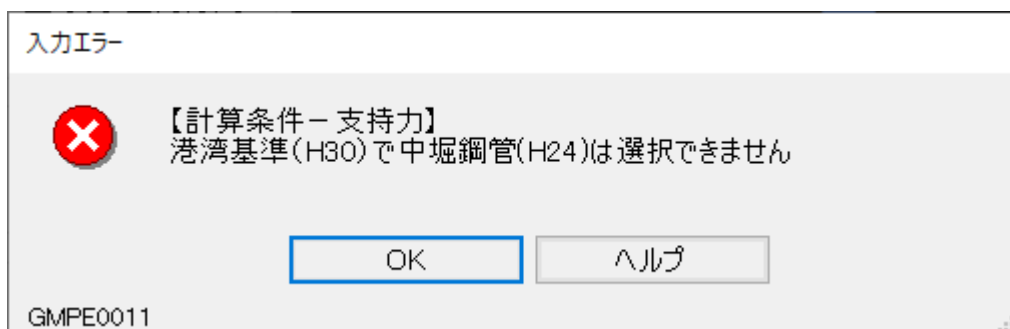 入力エラー
【計算条件－支持力】
港湾基準(H30)で中堀鋼管(H24)は選択できません
OK
ヘルプ
GMPE0011